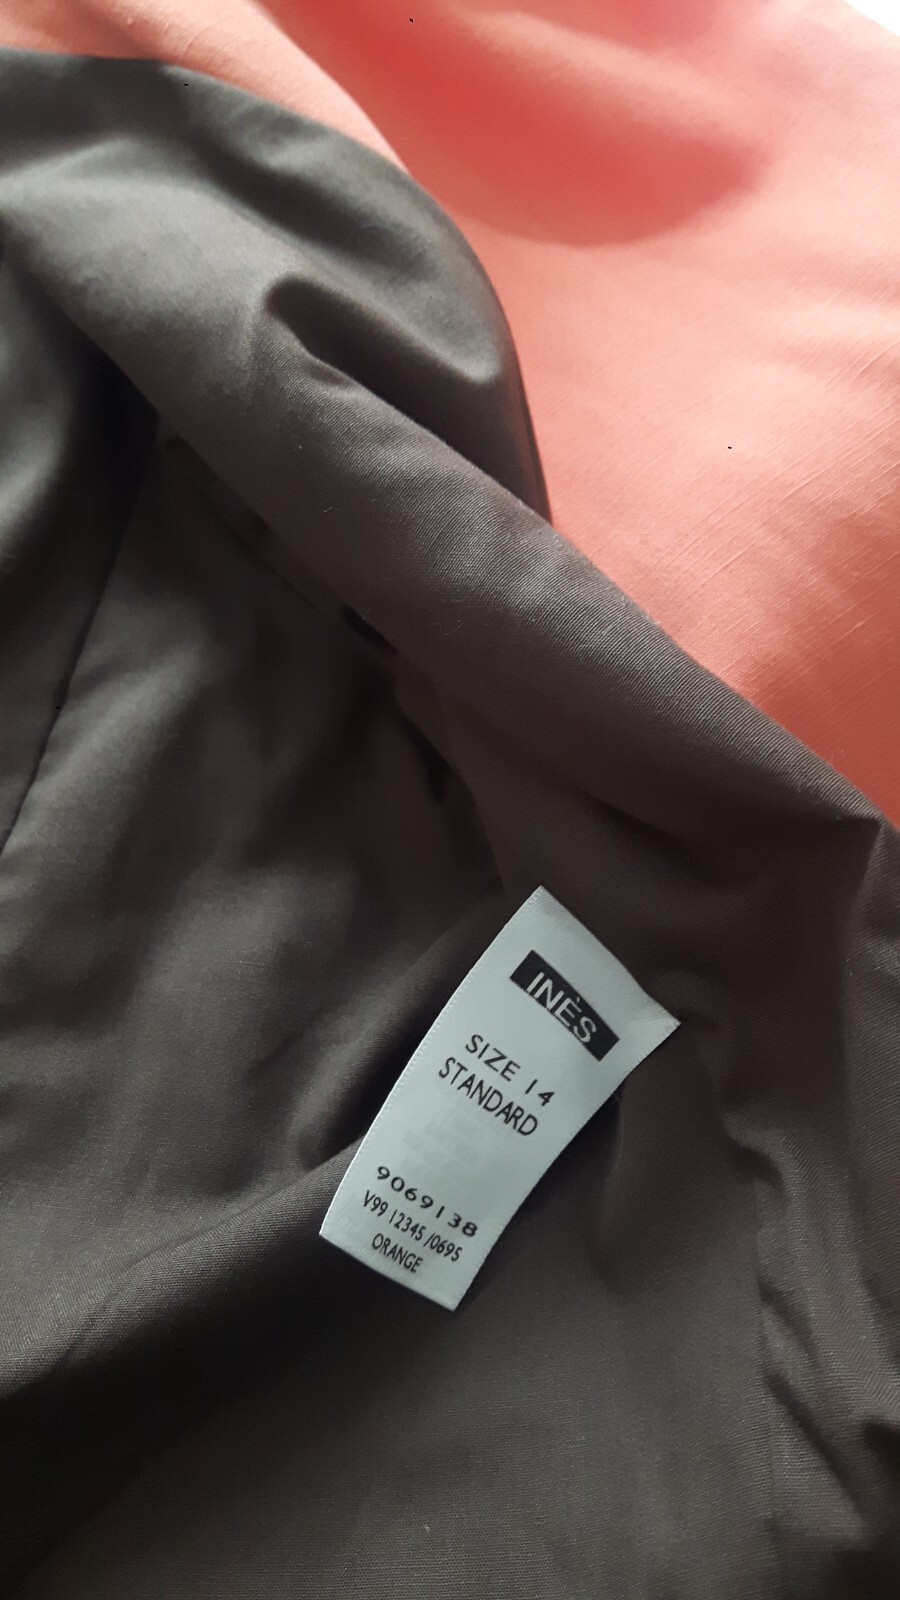 INÈS
SIZE 14
STANDARD
9069138
V99 12345 /0695
ORANGE